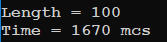 Length = 100
Time = 1670 mcs